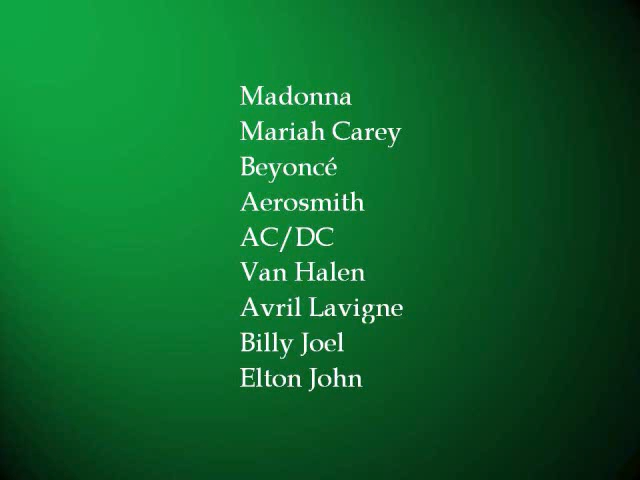 Madonna
Mariah Carey
Beyoncé
Aerosmith
AC/DC
Van Halen
Avril Lavigne
Billy Joel
Elton John